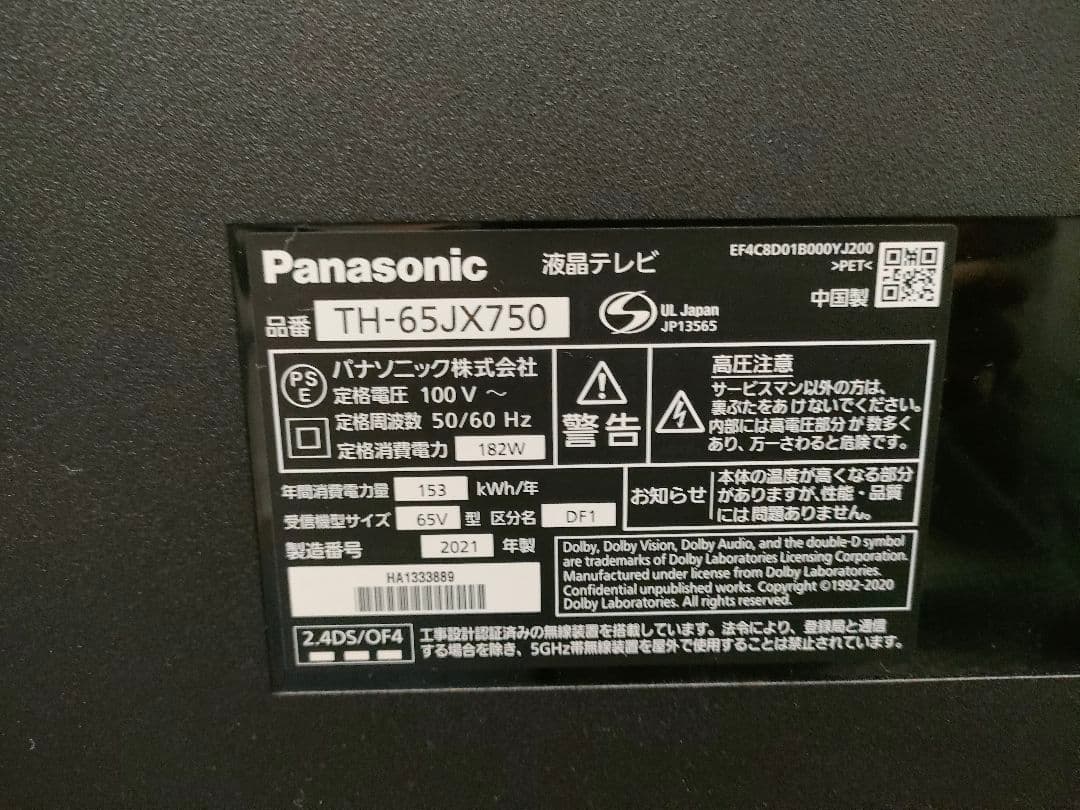 Panasonic 液晶テレビ
EF4C8D01B000YJ200
>PET<
中国製
品番 TH-65JX750
S UL Japan
JP13565
PS
E
パナソニック株式会社
定格電圧 100V ～
定格周波数 50/60 Hz
定格消費電力 182W
警告
高圧注意
サービスマン以外の方は、
裏ぶたをあけないでください。
内部には高電圧部分が数多く
あり、万一さわると危険です。
年間消費電力量 153 kWh/年
受信機型サイズ 65V 型 区分名 DF1
製造番号 2021 年製
HA1333889
お知らせ
本体の温度が高くなる部分
がありますが、性能・品質
には問題ありません。
Dolby, Dolby Vision, Dolby Audio, and the double-D symbol
are trademarks of Dolby Laboratories Licensing Corporation.
Manufactured under license from Dolby Laboratories.
Confidential unpublished works. Copyright ©1992-2020
Dolby Laboratories. All rights reserved.
2.4DS/OF4
工事設計認証済みの無線装置を搭載しています。法令により、登録局と通信
する場合を除き、5GHz帯無線装置を屋外で使用することは禁止されています。